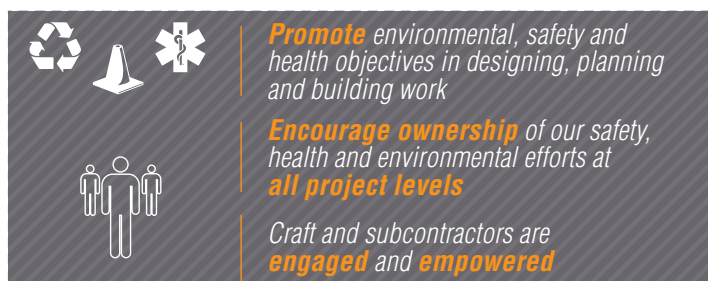 Promote environmental, safety and
health objectives in designing, planning
and building work
Encourage ownership of our safety,
health and environmental efforts at
all project levels
Craft and subcontractors are
engaged and empowered